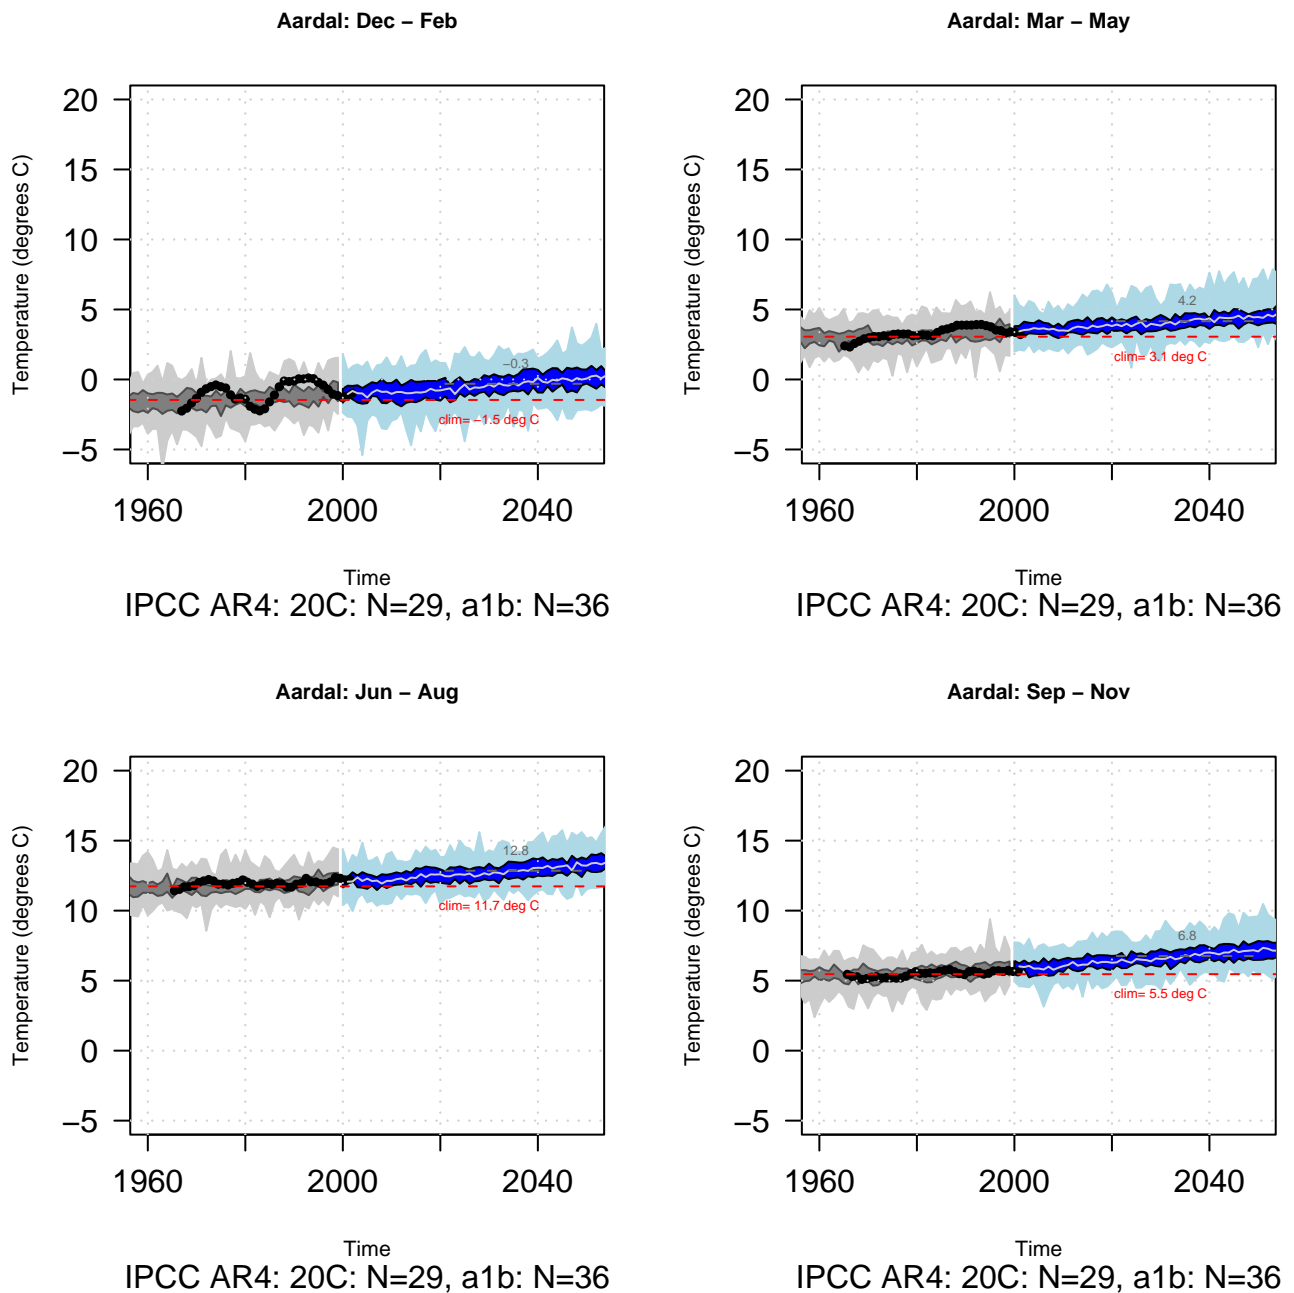 Aardal: Dec − Feb
Temperature (degrees C)
20
15
10
5
0
−5
−0.3
clim= −1.5 deg C
1960 2000 2040
Time
IPCC AR4: 20C: N=29, a1b: N=36
Aardal: Mar − May
Temperature (degrees C)
20
15
10
5
0
−5
4.2
clim= 3.1 deg C
1960 2000 2040
Time
IPCC AR4: 20C: N=29, a1b: N=36
Aardal: Jun − Aug
Temperature (degrees C)
20
15
10
5
0
−5
12.8
clim= 11.7 deg C
1960 2000 2040
Time
IPCC AR4: 20C: N=29, a1b: N=36
Aardal: Sep − Nov
Temperature (degrees C)
20
15
10
5
0
−5
6.8
clim= 5.5 deg C
1960 2000 2040
Time
IPCC AR4: 20C: N=29, a1b: N=36